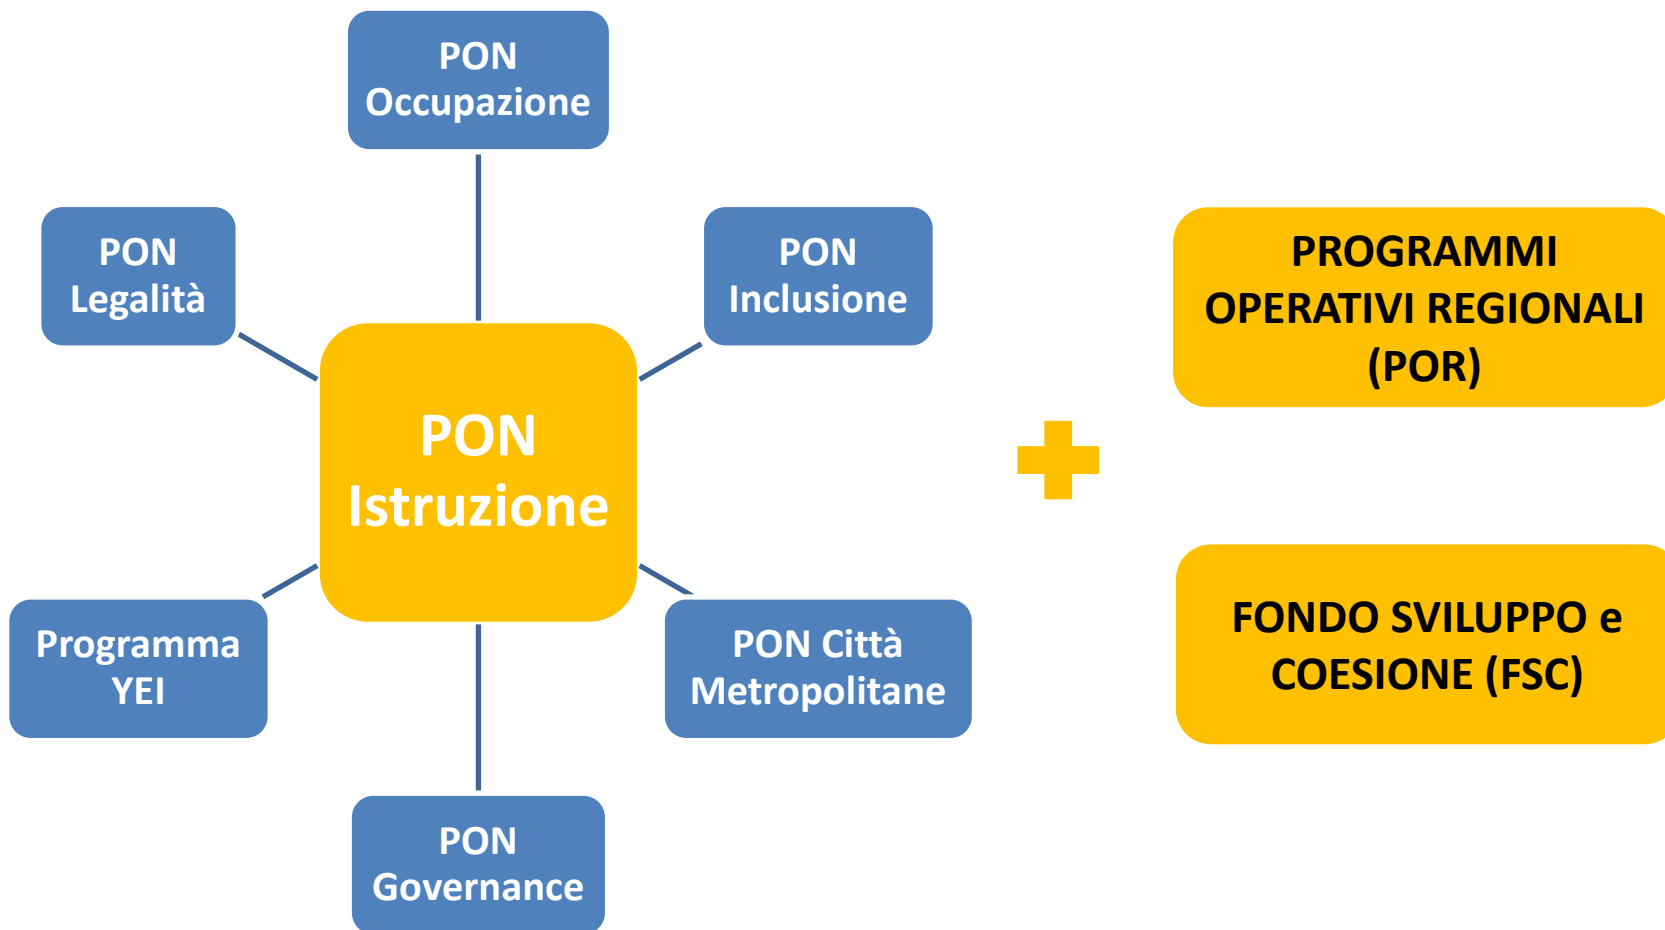 PON
Occupazione
PON
Legalità
PON
Inclusione
PON
Istruzione
Programma
YEI
PON Città
Metropolitane
PON
Governance
PROGRAMMI
OPERATIVI REGIONALI
(POR)
FONDO SVILUPPO e
COESIONE (FSC)